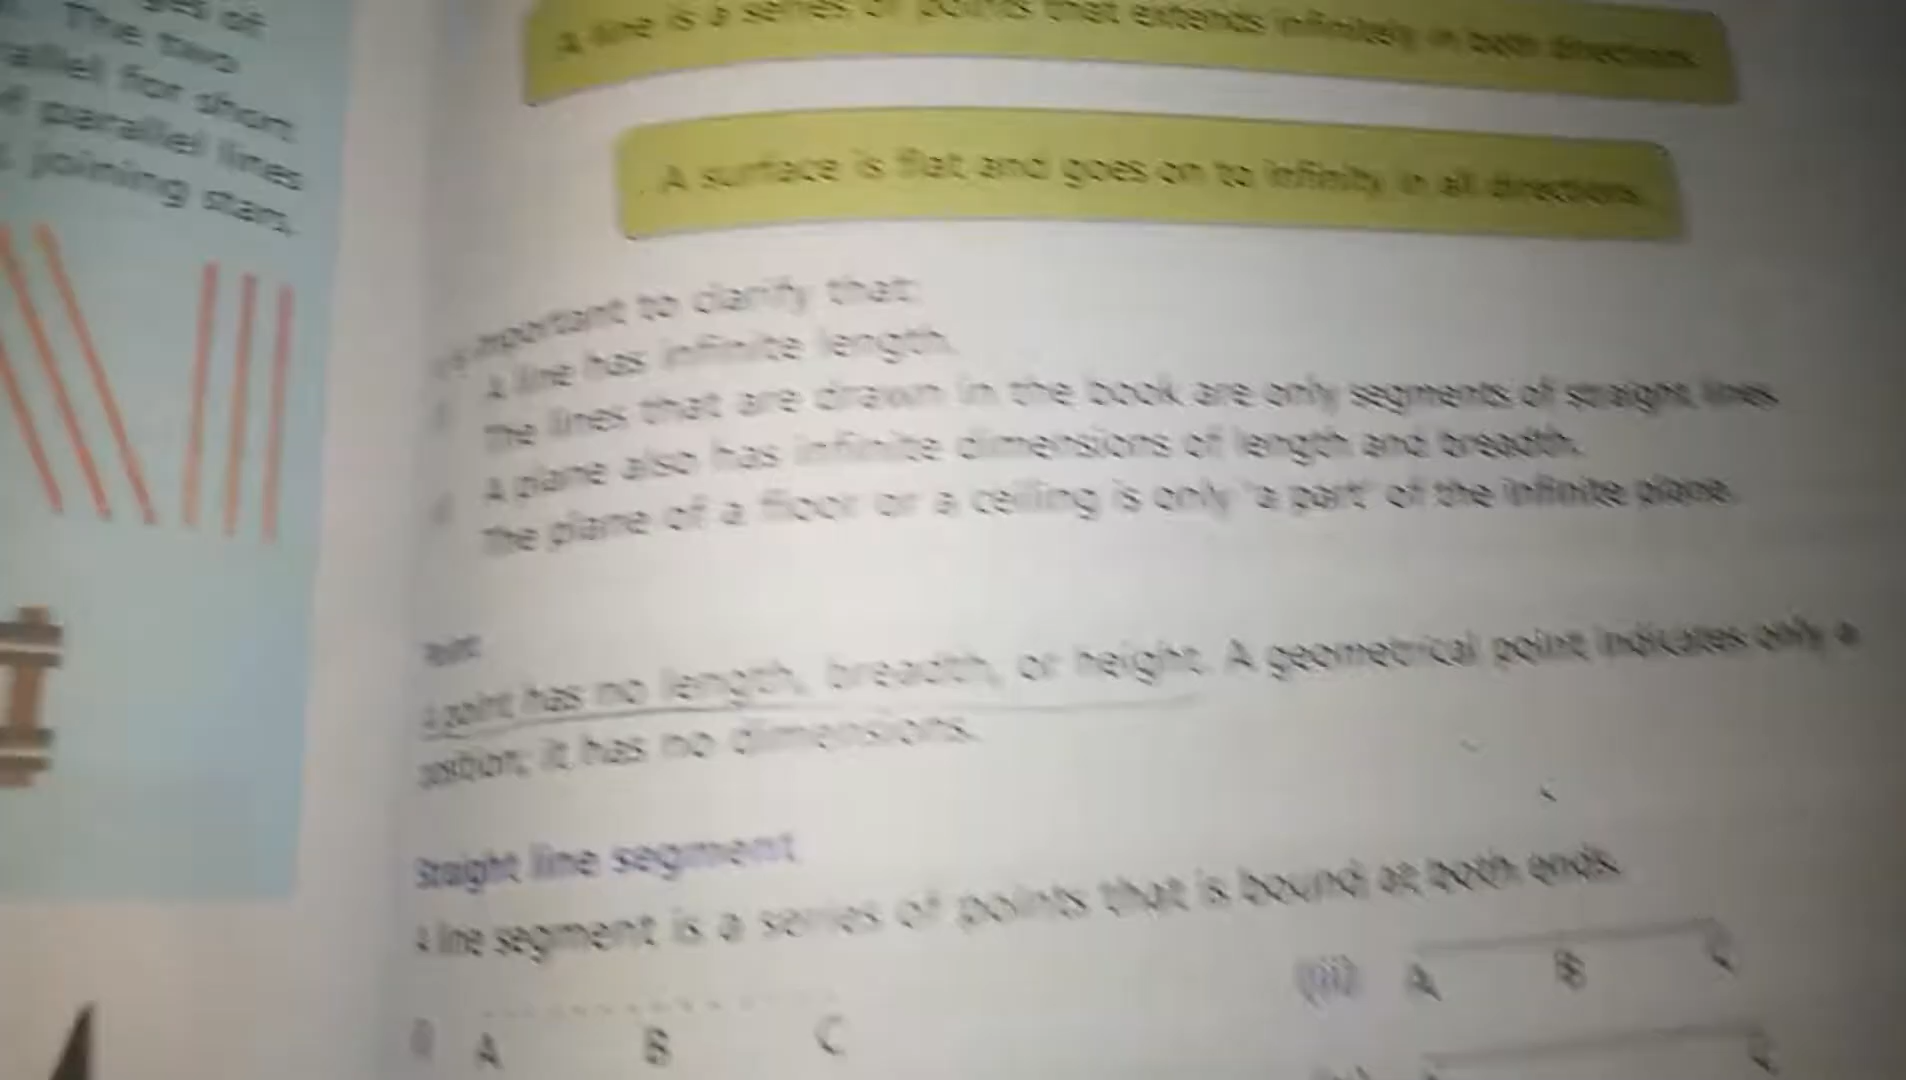 The two
parallel lines
joining stars.
A line is a series of points that extends infinitely in both directions.
A surface is flat and goes on to infinity in all directions.
important to clarify that:
A line has infinite length.
The lines that are drawn in the book are only segments of straight lines.
A plane also has infinite dimensions of length and breadth.
The plane of a floor or a ceiling is only 'a part' of the infinite plane.
Point
A point has no length, breadth, or height. A geometrical point indicates only a
position; it has no dimensions.
Straight line segment
A line segment is a series of points that is bound at both ends.
(iii) A B C
A B C